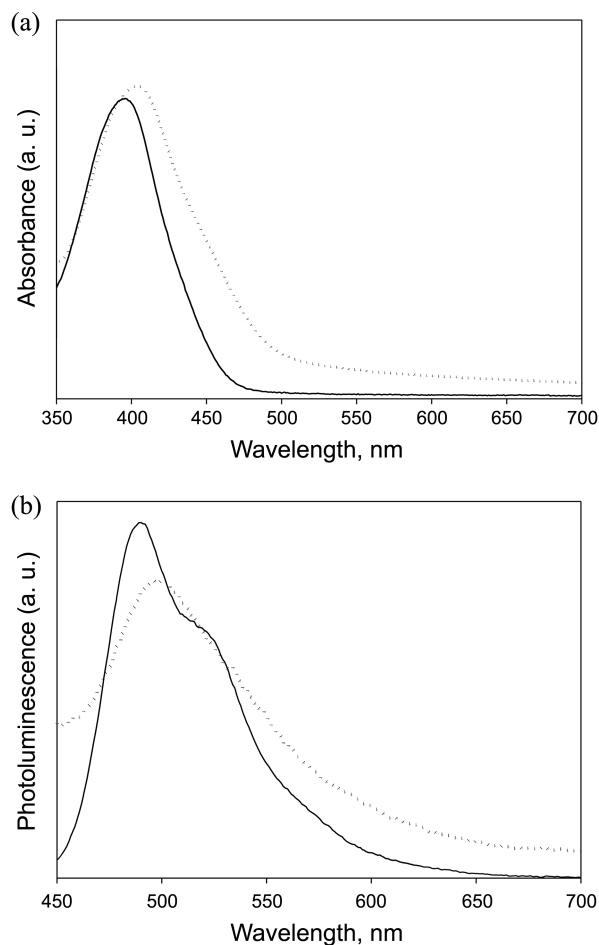 (a)
Absorbance (a. u.)
350 400 450 500 550 600 650 700
Wavelength, nm
(b)
Photoluminescence (a. u.)
450 500 550 600 650 700
Wavelength, nm